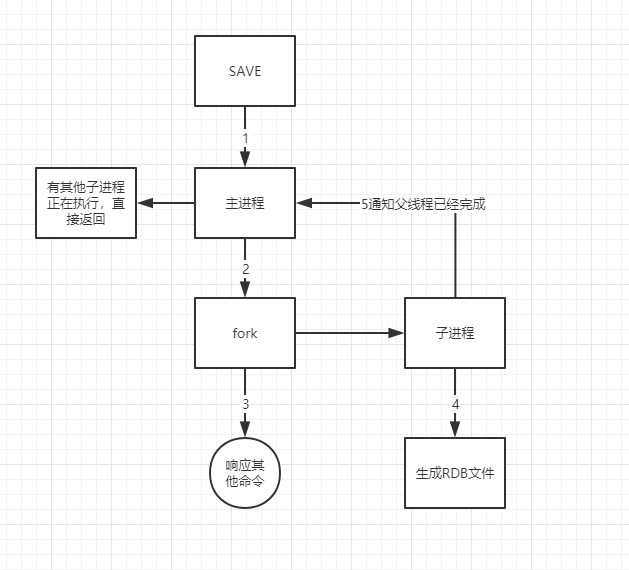 SAVE
1
有其他子进程
正在执行，直
接返回
主进程
5通知父线程已经完成
2
fork
子进程
3
4
响应其
他命令
生成RDB文件